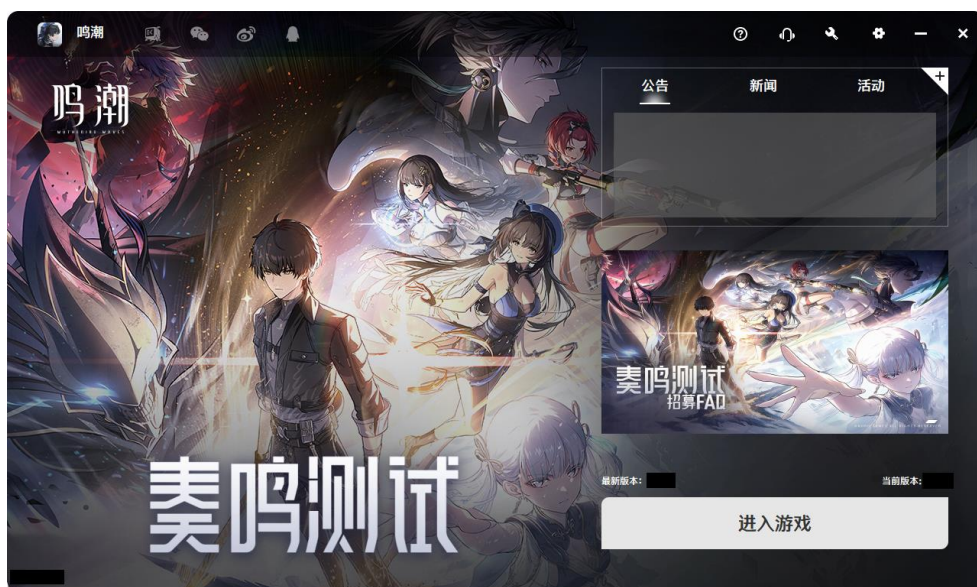 鸣潮
鸣潮
WUTHERING WAVES
公告 新闻 活动
奏鸣测试
招募FAQ
最新版本:
当前版本:
进入游戏
奏鸣测试